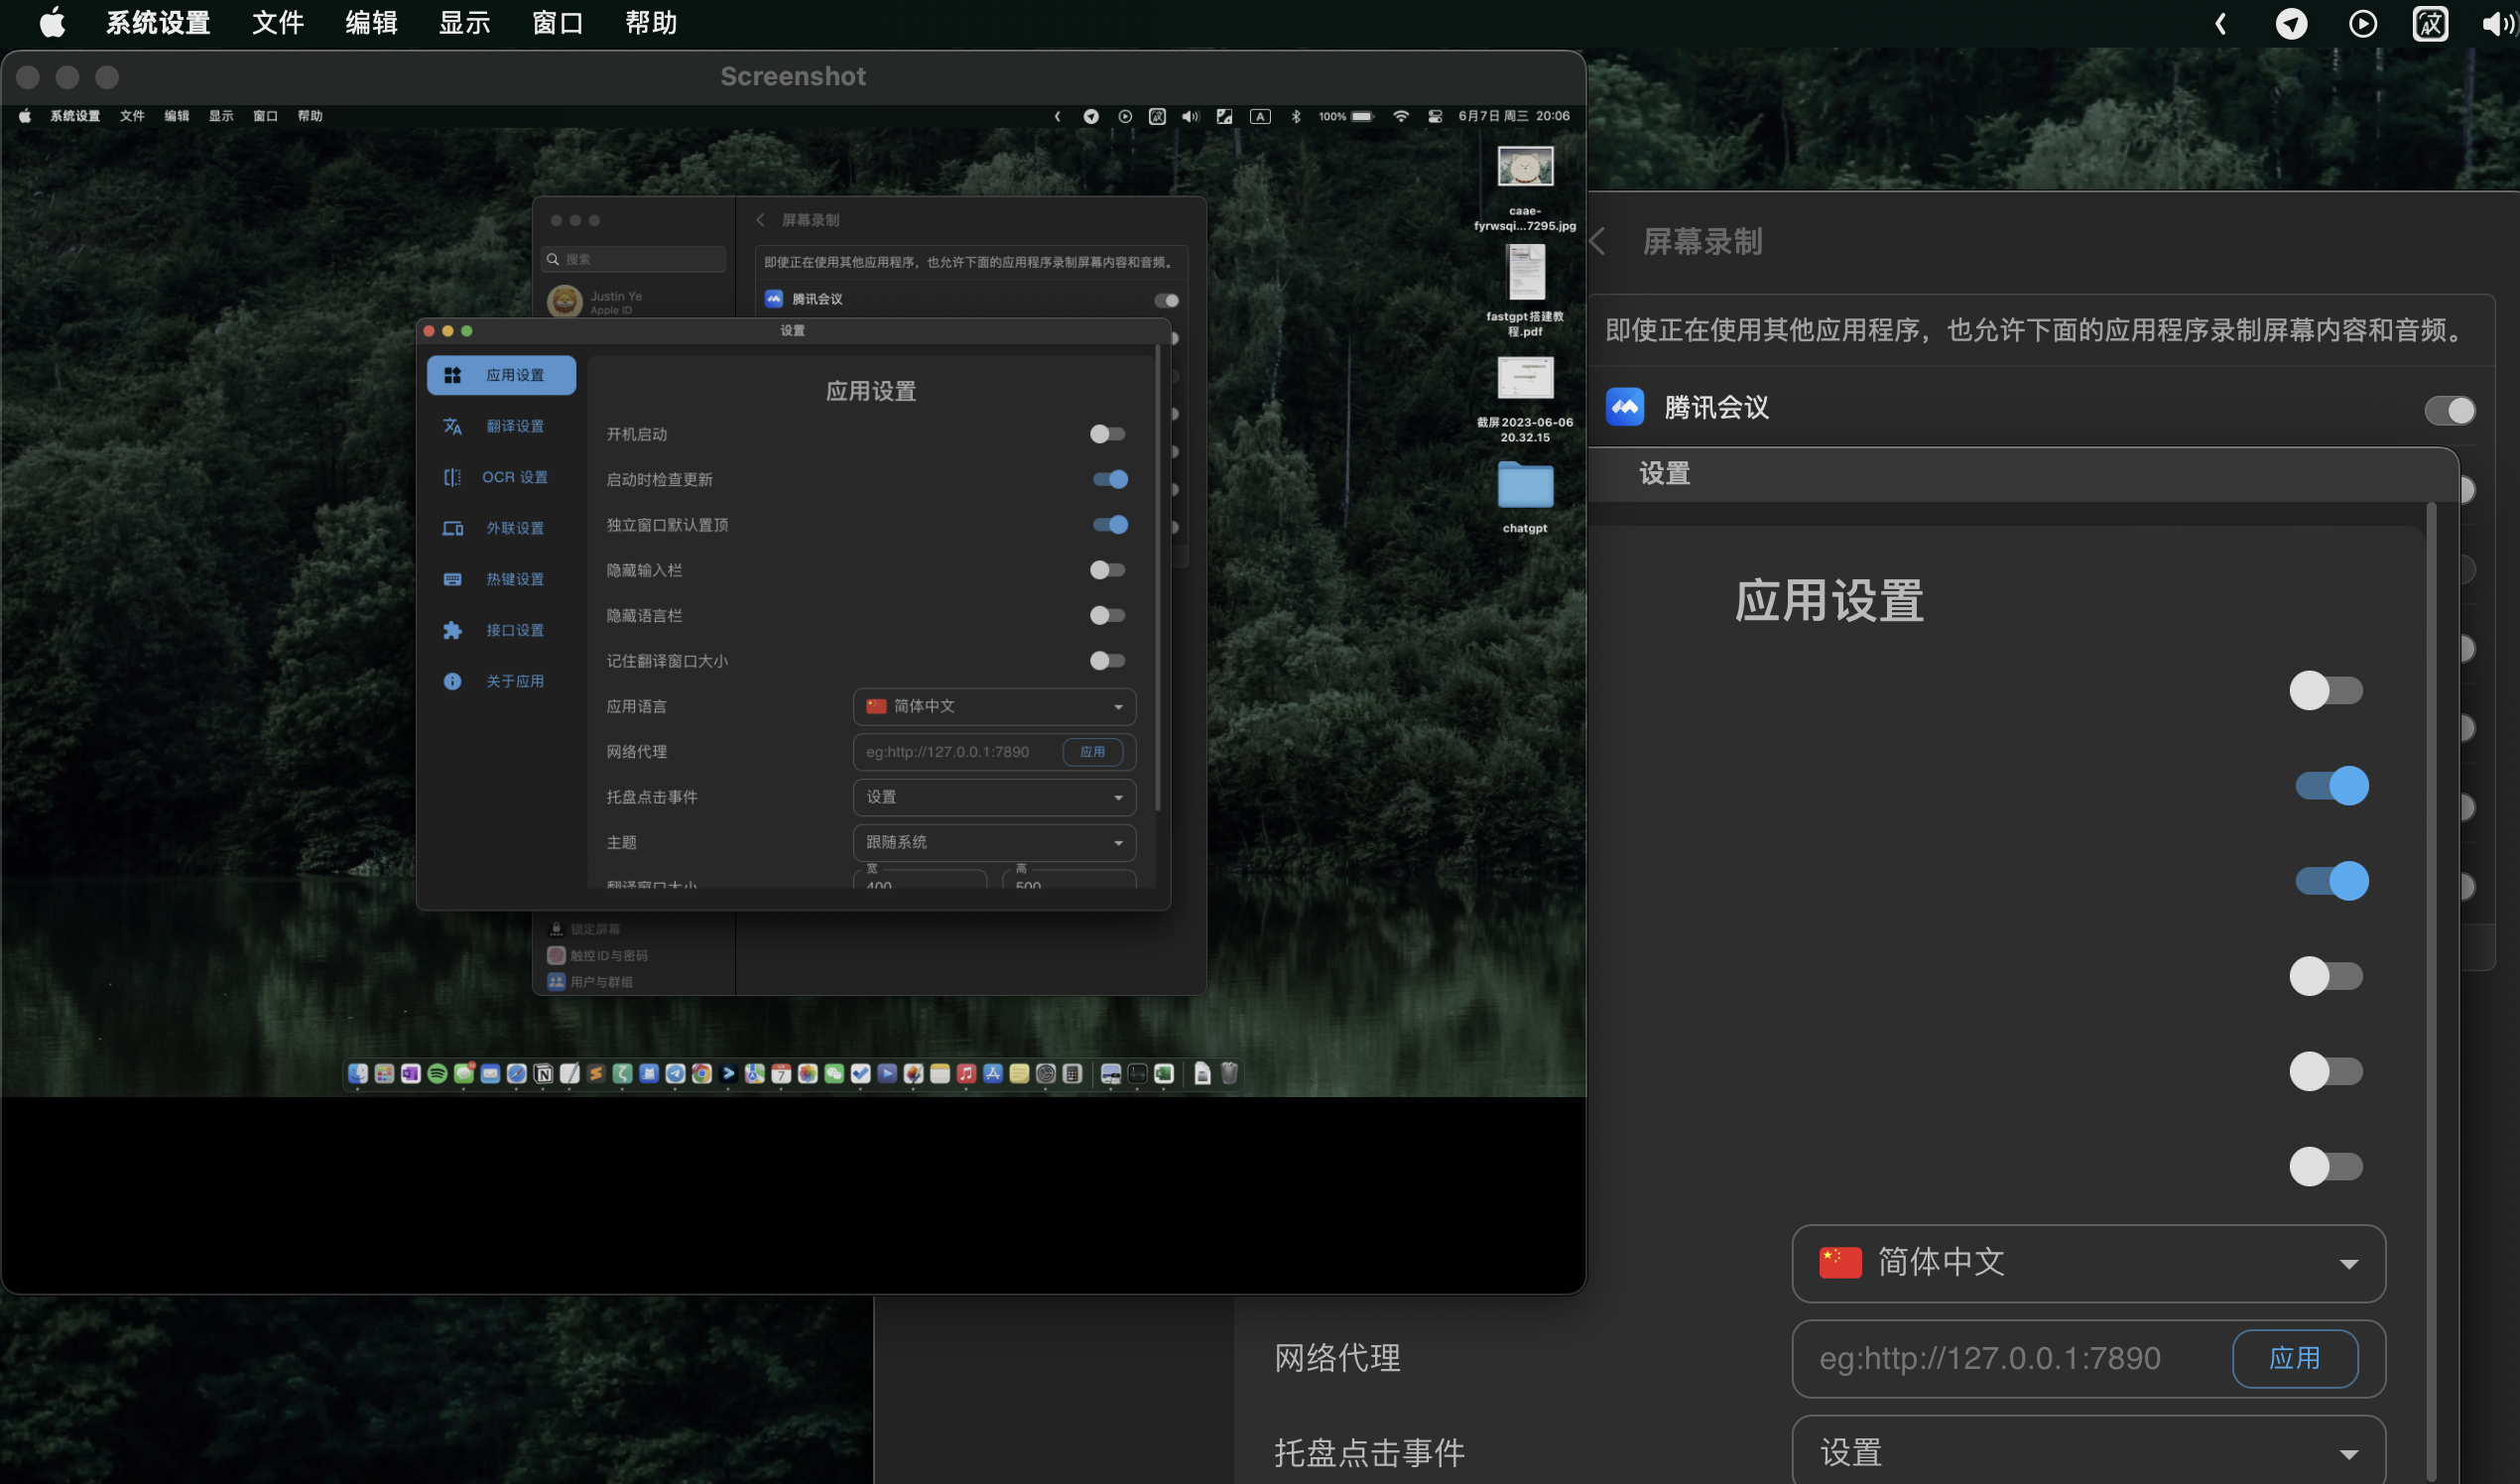 系统设置 文件 编辑 显示 窗口 帮助
Screenshot
系统设置 文件 编辑 显示 窗口 帮助 A 100% 6月7日 周三 20:06
caae-
fyrwsqi...7295.jpg
fastgpt搭建教
程.pdf
截屏2023-06-06
20.32.15
chatgpt
屏幕录制
搜索
即使正在使用其他应用程序，也允许下面的应用程序录制屏幕内容和音频。
Justin Ye
Apple ID
腾讯会议
设置
应用设置
翻译设置
OCR 设置
外联设置
热键设置
接口设置
关于应用
应用设置
开机启动
启动时检查更新
独立窗口默认置顶
隐藏输入栏
隐藏语言栏
记住翻译窗口大小
应用语言 简体中文
网络代理 eg:http://127.0.0.1:7890 应用
托盘点击事件 设置
主题 跟随系统
宽 高
翻译窗口大小 400 500
锁定屏幕
触控ID与密码
用户与群组
屏幕录制
即使正在使用其他应用程序，也允许下面的应用程序录制屏幕内容和音频。
腾讯会议
设置
应用设置
简体中文
网络代理 eg:http://127.0.0.1:7890 应用
托盘点击事件 设置